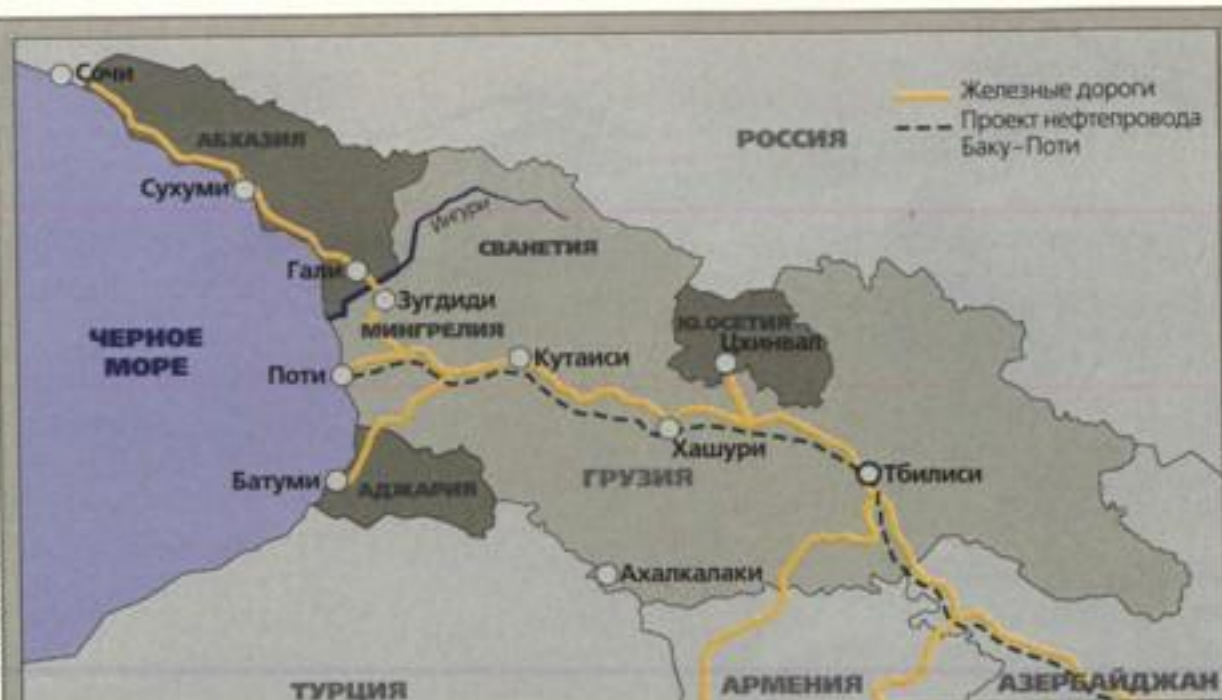 Сочи
Железные дороги
Проект нефтепровода
Баку–Поти
АБХАЗИЯ
РОССИЯ
Сухуми
Ингури
СВАНЕТИЯ
Гали
Зугдиди
МИНГРЕЛИЯ
Ю.ОСЕТИЯ
ЧЕРНОЕ
МОРЕ
Цхинвал
Кутаиси
Поти
Хашури
Батуми
АДЖАРИЯ
ГРУЗИЯ
Тбилиси
Ахалкалаки
ТУРЦИЯ
АРМЕНИЯ
АЗЕРБАЙДЖАН